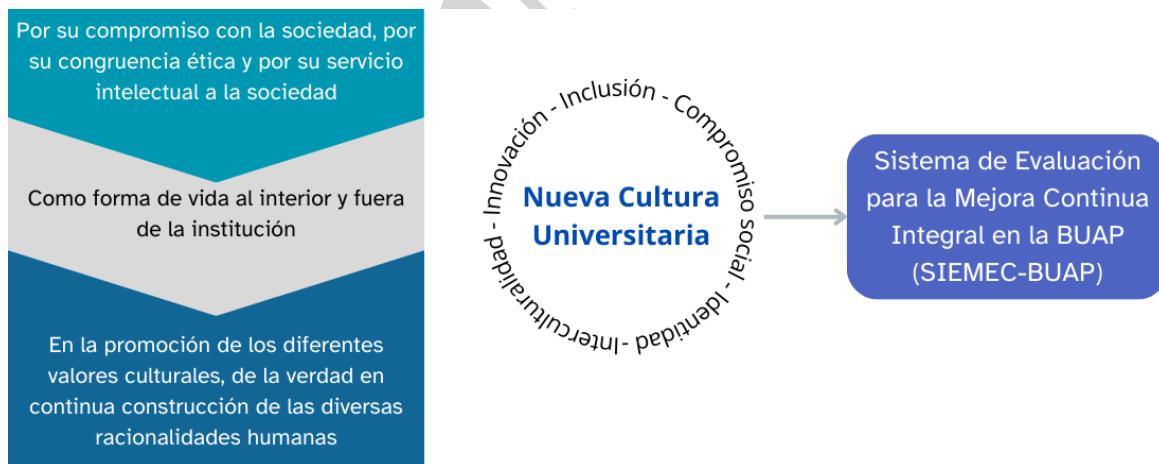 Por su compromiso con la sociedad, por
su congruencia ética y por su servicio
intelectual a la sociedad
Como forma de vida al interior y fuera
de la institución
En la promoción de los diferentes
valores culturales, de la verdad en
continua construcción de las diversas
racionalidades humanas
Innovación - Inclusión - Compromiso social - Identidad - Interculturalidad -
Nueva Cultura
Universitaria
Sistema de Evaluación
para la Mejora Continua
Integral en la BUAP
(SIEMEC-BUAP)